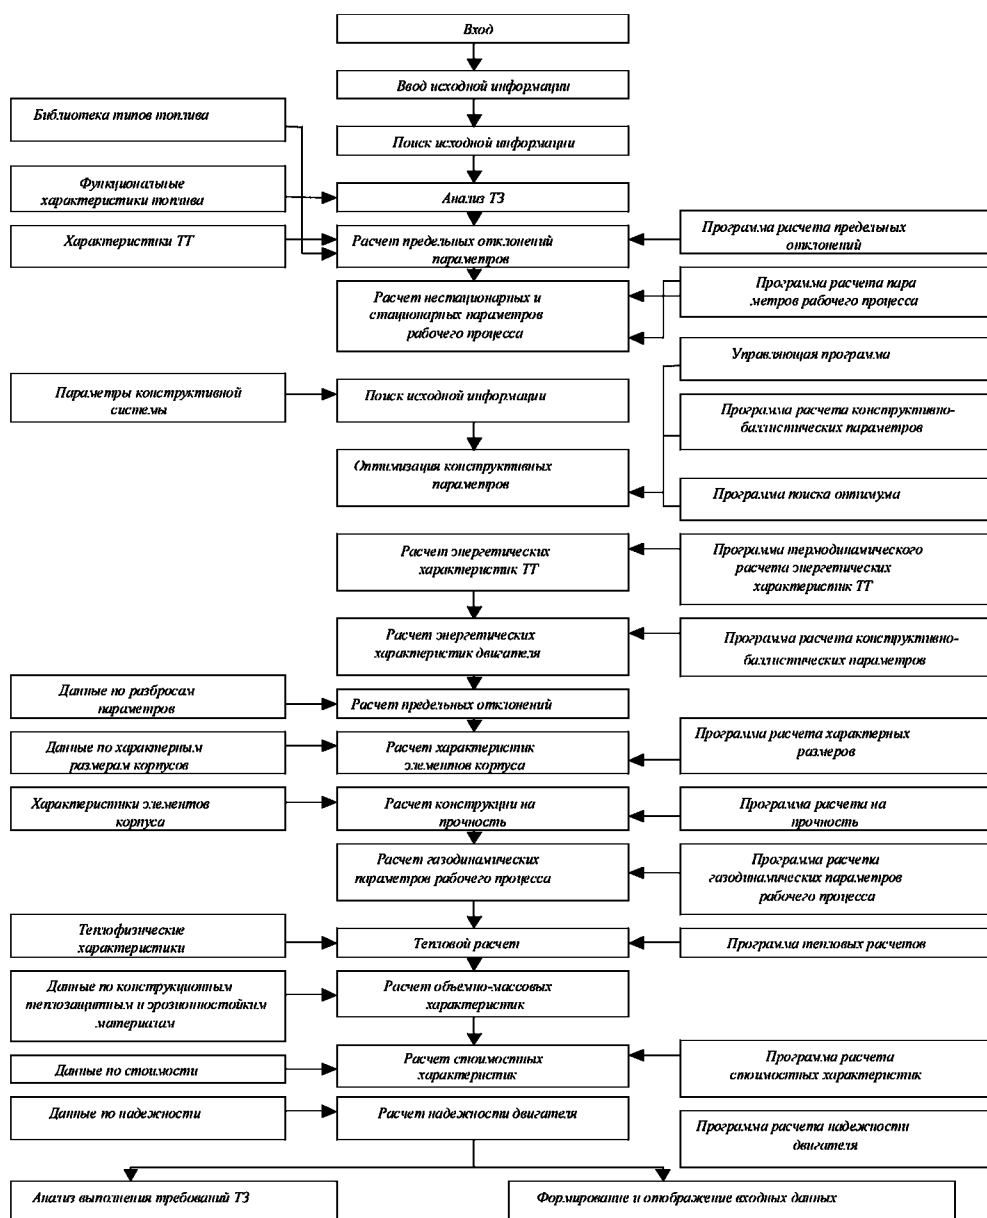 Вход
Ввод исходной информации
Библиотека типов топлива
Поиск исходной информации
Функциональные
характеристики топлива
Анализ ТЗ
Характеристики ТТ
Расчет предельных отклонений
параметров
Программа расчета предельных
отклонений
Расчет нестационарных и
стационарных параметров
рабочего процесса
Программа расчета пара
метров рабочего процесса
Управляющая программа
Параметры конструктивной
системы
Поиск исходной информации
Программа расчета конструктивно-
баллистических параметров
Оптимизация конструктивных
параметров
Программа поиска оптимума
Расчет энергетических
характеристик ТТ
Программа термодинамического
расчета энергетических
характеристик ТТ
Расчет энергетических
характеристик двигателя
Программа расчета конструктивно-
баллистических параметров
Данные по разбросам
параметров
Расчет предельных отклонений
Данные по характерным
размерам корпусов
Расчет характеристик
элементов корпуса
Программа расчета характерных
размеров
Характеристики элементов
корпуса
Расчет конструкции на
прочность
Программа расчета на
прочность
Расчет газодинамических
параметров рабочего процесса
Программа расчета
газодинамических параметров
рабочего процесса
Теплофизические
характеристики
Тепловой расчет
Программа тепловых расчетов
Данные по конструкционным
теплозащитным и эрозионностойким
материалам
Расчет объемно-массовых
характеристик
Данные по стоимости
Расчет стоимостных
характеристик
Программа расчета
стоимостных характеристик
Данные по надежности
Расчет надежности двигателя
Программа расчета надежности
двигателя
Анализ выполнения требований ТЗ
Формирование и отображение входных данных